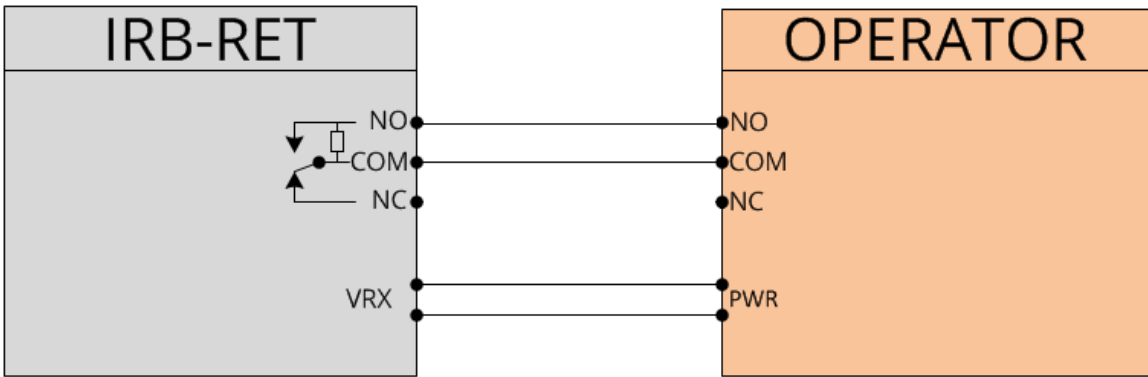 IRB-RET
OPERATOR
NO
NO
COM
COM
NC
NC
VRX
PWR